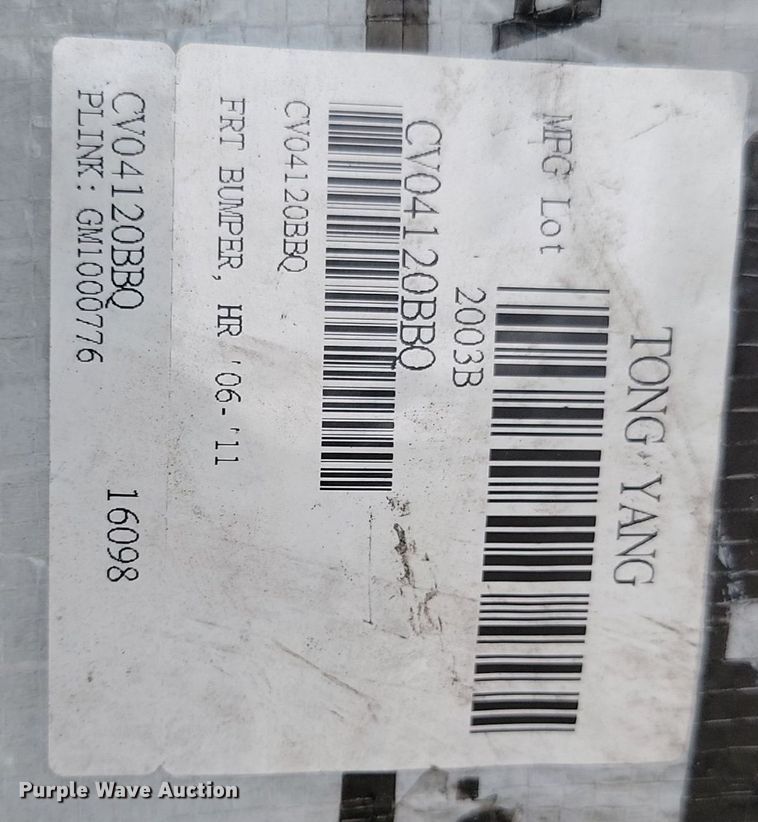 TONG YANG
MFG Lot
2003B
CV04120BBQ
CV04120BBQ
FRT BUMPER, HR '06-'11
CV04120BBQ 16098
PLINK: GM1000776
Purple Wave Auction